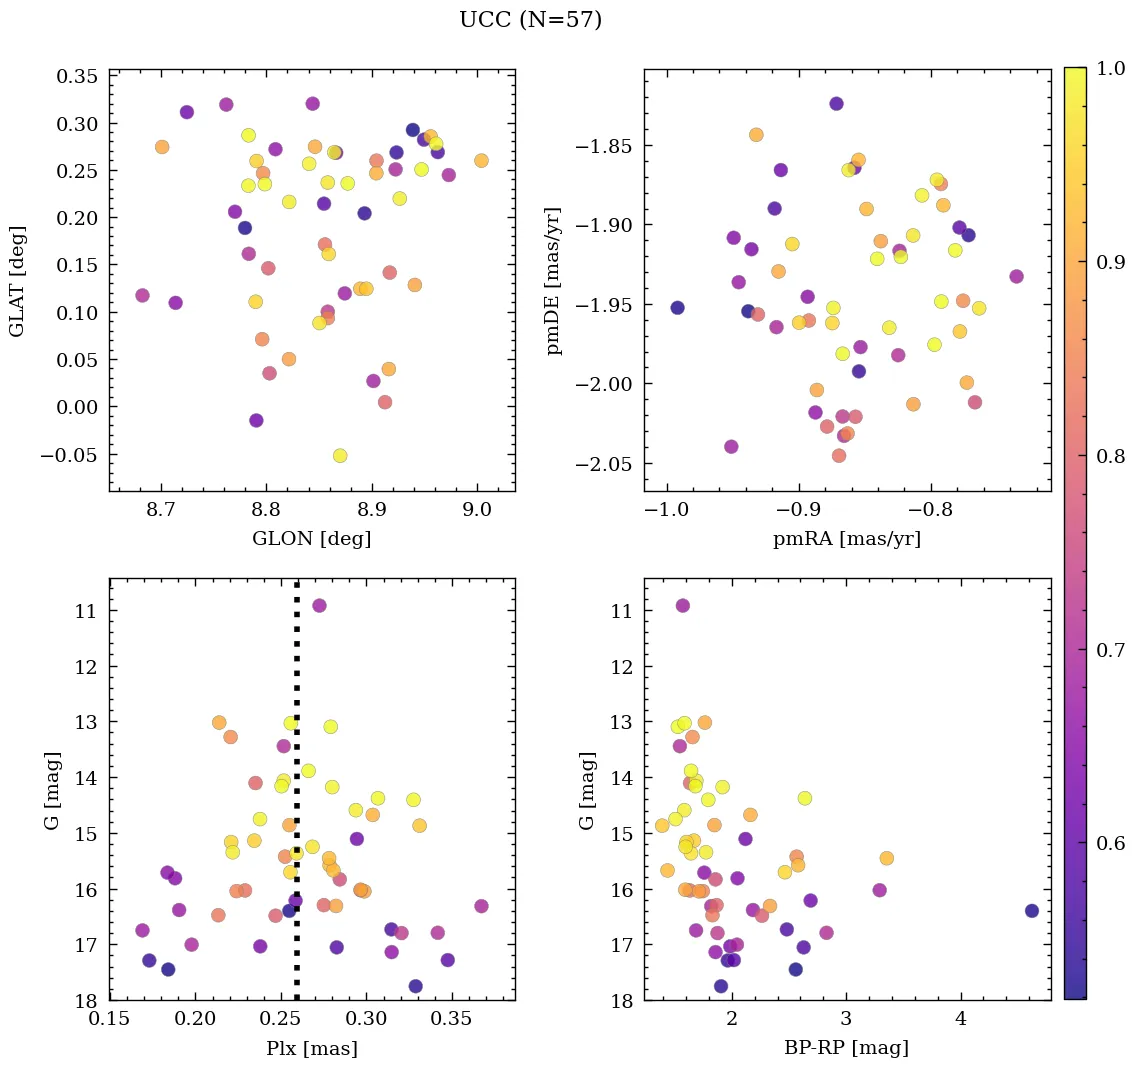 UCC (N=57)
0.35
0.30
0.25
0.20
0.15
0.10
0.05
0.00
−0.05
GLAT [deg]
8.7 8.8 8.9 9.0
GLON [deg]
−1.85
−1.90
−1.95
−2.00
−2.05
pmDE [mas/yr]
−1.0 −0.9 −0.8
pmRA [mas/yr]
11
12
13
14
15
16
17
18
G [mag]
0.15 0.20 0.25 0.30 0.35
Plx [mas]
11
12
13
14
15
16
17
18
G [mag]
2 3 4
BP-RP [mag]
1.0
0.9
0.8
0.7
0.6